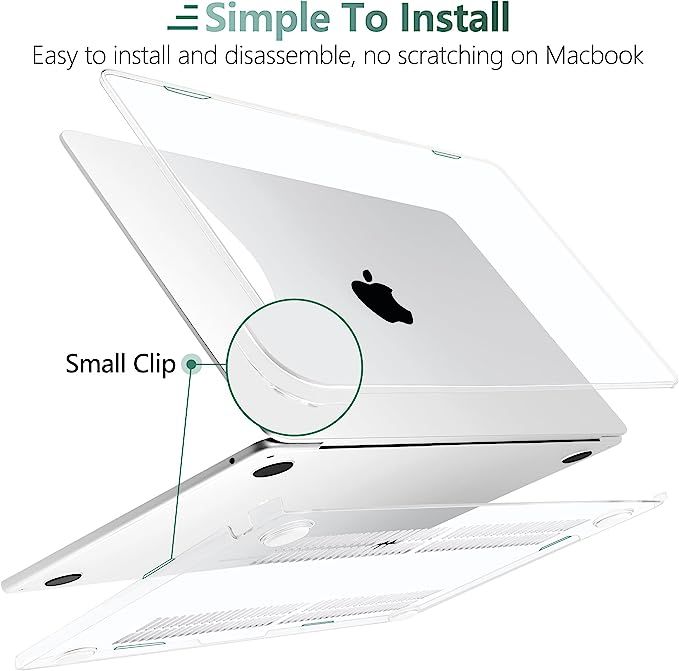 Simple To Install
Easy to install and disassemble, no scratching on Macbook
Small Clip